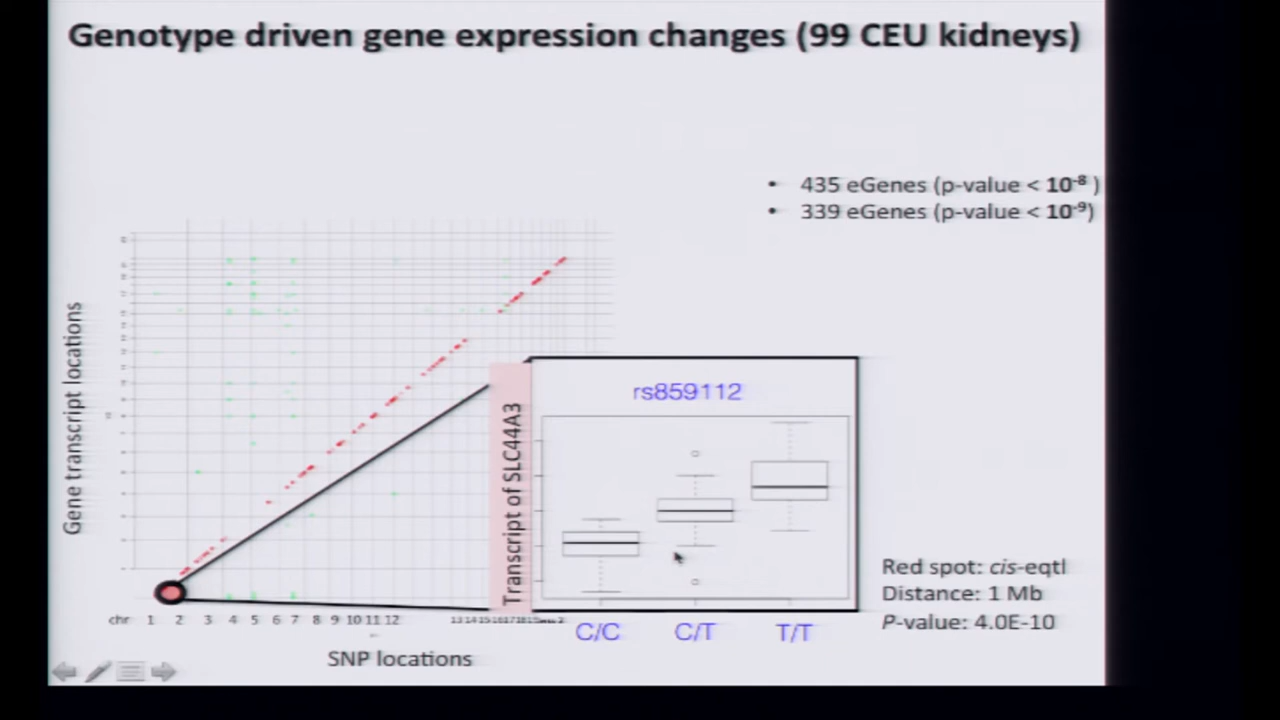 Genotype driven gene expression changes (99 CEU kidneys)
• 435 eGenes (p-value < 10-8 )
• 339 eGenes (p-value < 10-9)
Gene transcript locations
Transcript of SLC44A3
rs859112
Red spot: cis-eqtl
Distance: 1 Mb
P-value: 4.0E-10
chr 1 2 3 4 5 6 7 8 9 10 11 12 13 14 15 16 17 18
C/C C/T T/T
SNP locations